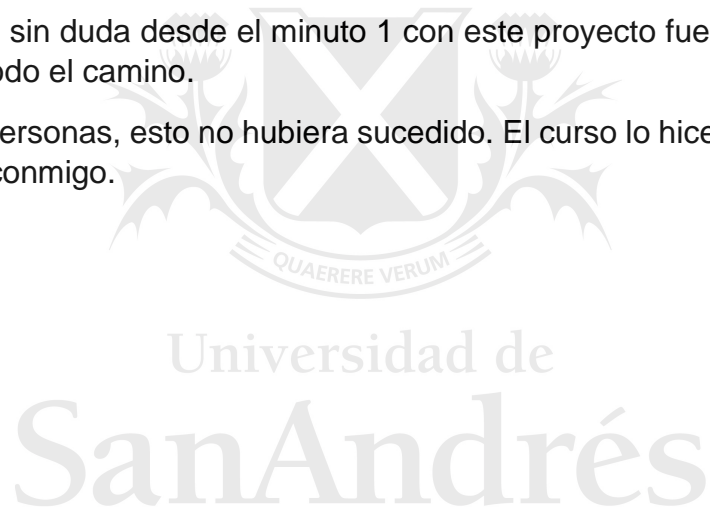 sin duda desde el minuto 1 con este proyecto fue
odo el camino.
ersonas, esto no hubiera sucedido. El curso lo hice
conmigo.
QUAERERE VERUM
Universidad de
SanAndrés